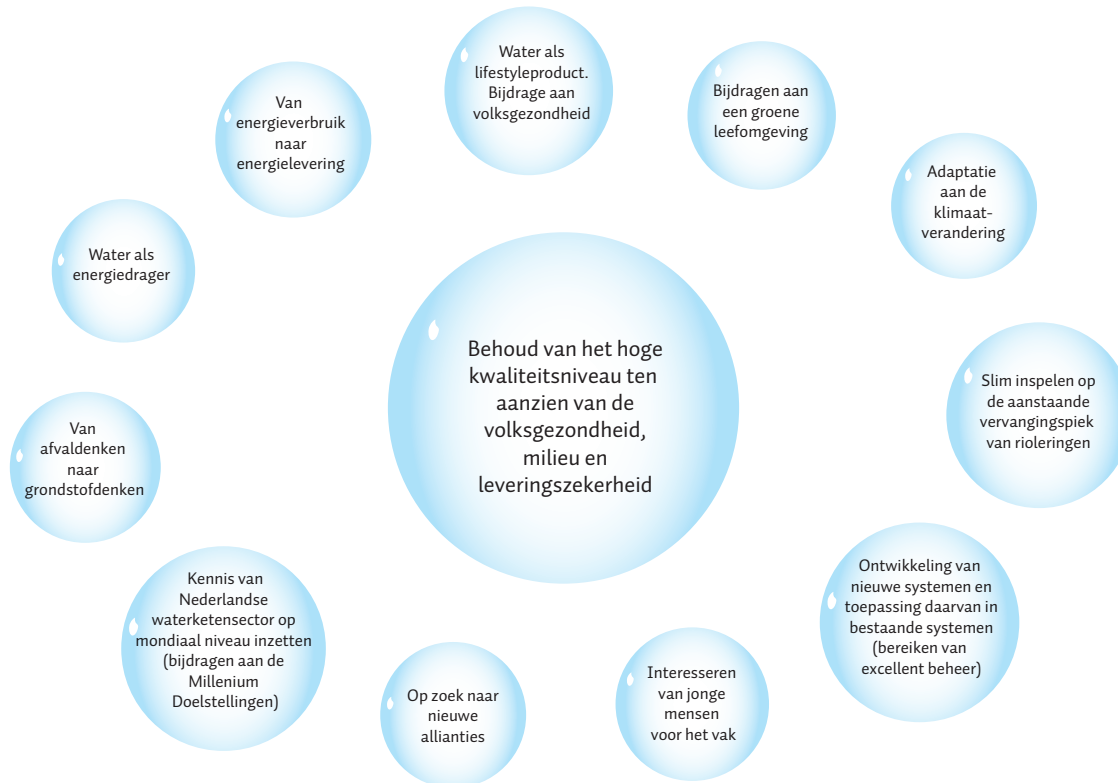 Water als
lifestyleproduct.
Bijdrage aan
volksgezondheid
Bijdragen aan
een groene
leefomgeving
Van
energieverbruik
naar
energielevering
Adaptatie
aan de
klimaat-
verandering
Water als
energiedrager
Behoud van het hoge
kwaliteitsniveau ten
aanzien van de
volksgezondheid,
milieu en
leveringszekerheid
Slim inspelen op
de aanstaande
vervangingspiek
van rioleringen
Van
afvaldenken
naar
grondstofdenken
Kennis van
Nederlandse
waterketensector op
mondiaal niveau inzetten
(bijdragen aan de
Millenium
Doelstellingen)
Ontwikkeling van
nieuwe systemen en
toepassing daarvan in
bestaande systemen
(bereiken van
excellent beheer)
Op zoek naar
nieuwe
allianties
Interesseren
van jonge
mensen
voor het vak